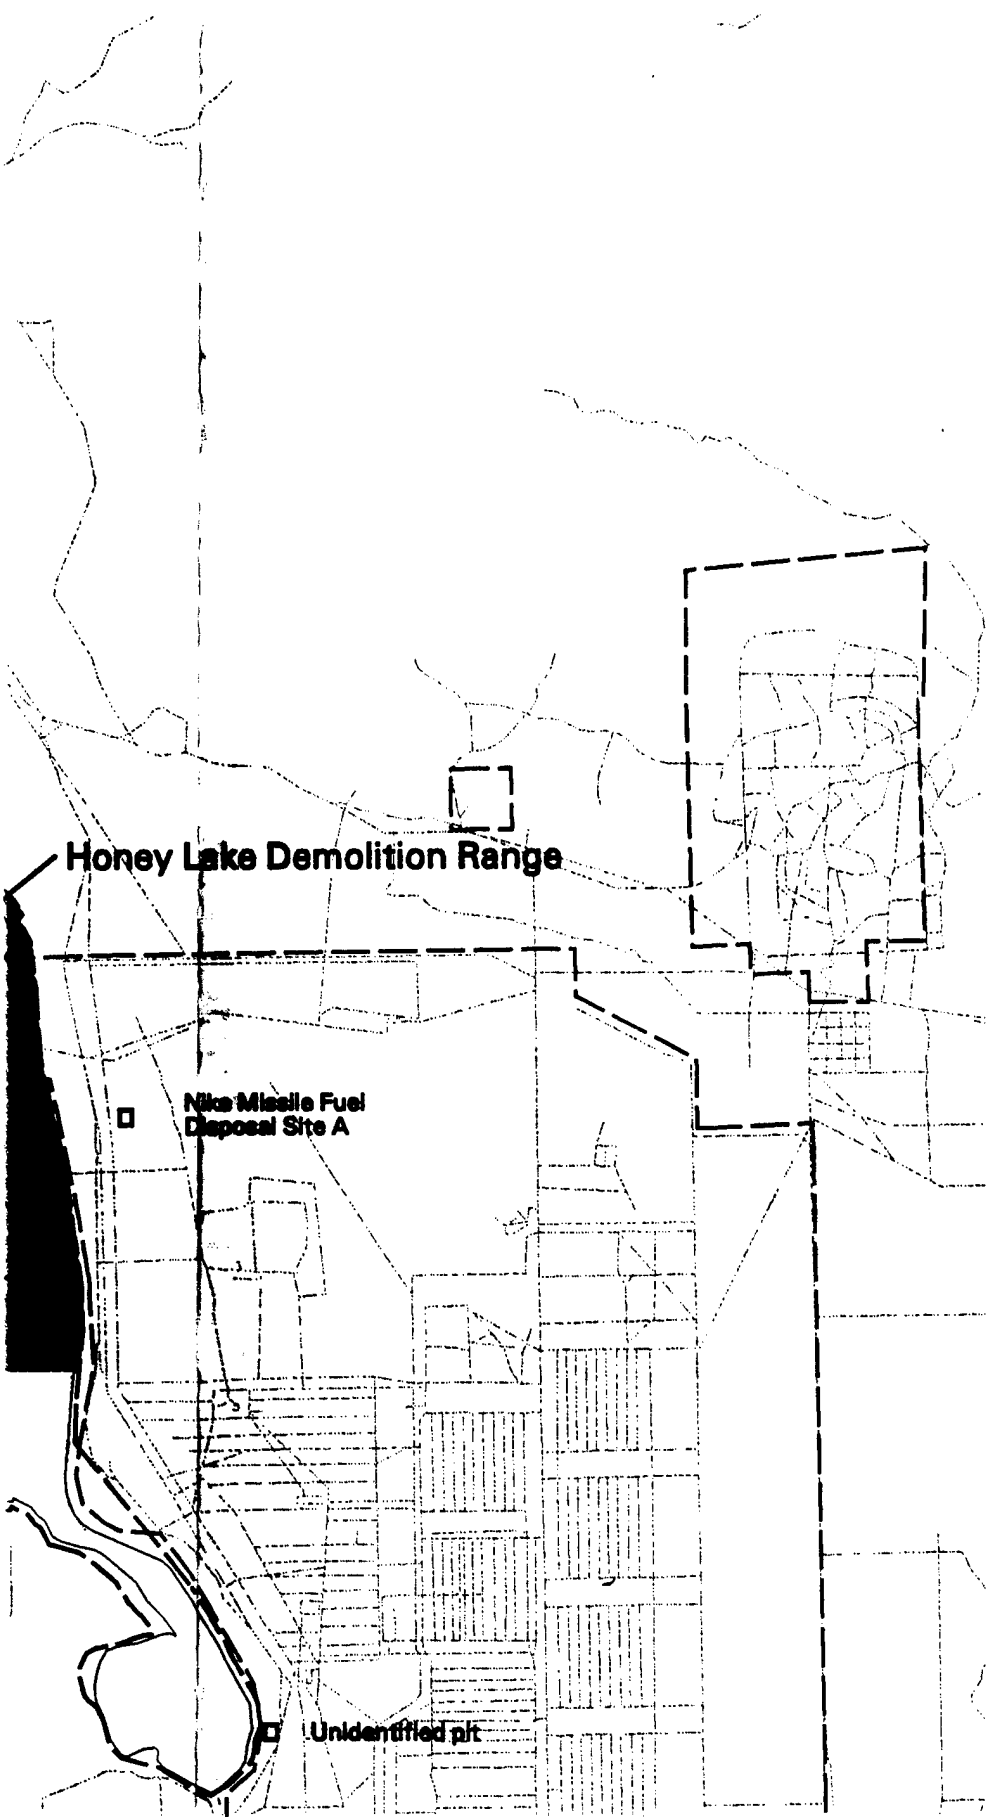 Honey Lake Demolition Range
Nike Missile Fuel
Disposal Site A
Unidentified pit